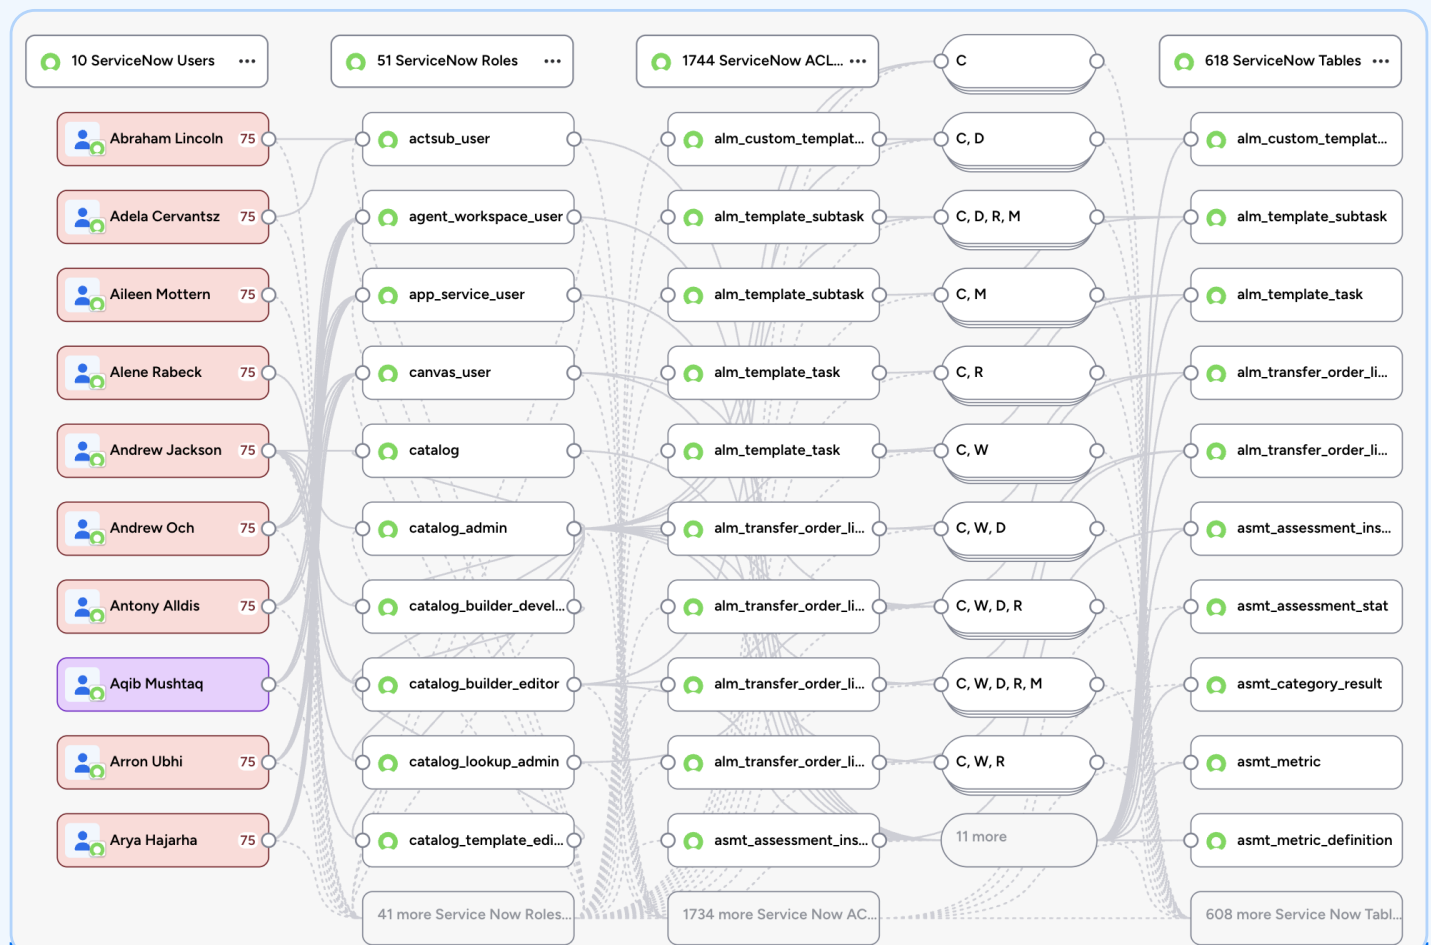 10 ServiceNow Users ...
51 ServiceNow Roles ...
1744 ServiceNow ACL... ...
C
618 ServiceNow Tables ...
Abraham Lincoln 75
actsub_user
alm_custom_templat...
C, D
alm_custom_templat...
Adela Cervantsz 75
agent_workspace_user
alm_template_subtask
C, D, R, M
alm_template_subtask
Aileen Mottern 75
app_service_user
alm_template_subtask
C, M
alm_template_task
Alene Rabeck 75
canvas_user
alm_template_task
C, R
alm_transfer_order_li...
Andrew Jackson 75
catalog
alm_template_task
C, W
alm_transfer_order_li...
Andrew Och 75
catalog_admin
alm_transfer_order_li...
C, W, D
asmt_assessment_ins...
Antony Alldis 75
catalog_builder_devel...
alm_transfer_order_li...
C, W, D, R
asmt_assessment_stat
Aqib Mushtaq
catalog_builder_editor
alm_transfer_order_li...
C, W, D, R, M
asmt_category_result
Arron Ubhi 75
catalog_lookup_admin
alm_transfer_order_li...
C, W, R
asmt_metric
Arya Hajarha 75
catalog_template_edi...
asmt_assessment_ins...
11 more
asmt_metric_definition
41 more Service Now Roles...
1734 more Service Now AC...
608 more Service Now Tabl...